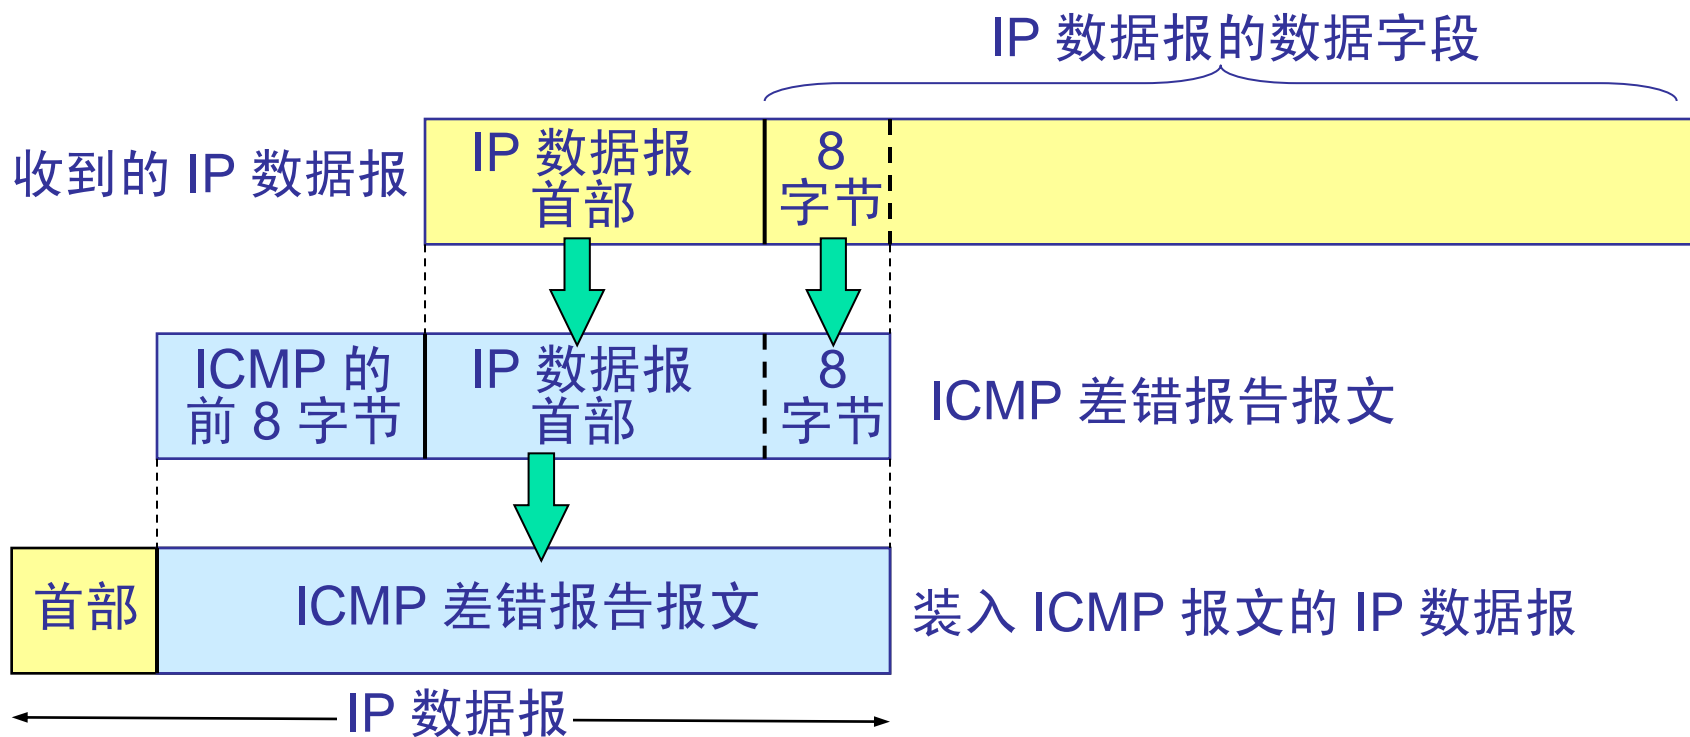 IP 数据报的数据字段
收到的 IP 数据报
IP 数据报
首部
8
字节
ICMP 的
前 8 字节
IP 数据报
首部
8
字节
ICMP 差错报告报文
首部
ICMP 差错报告报文
装入 ICMP 报文的 IP 数据报
IP 数据报